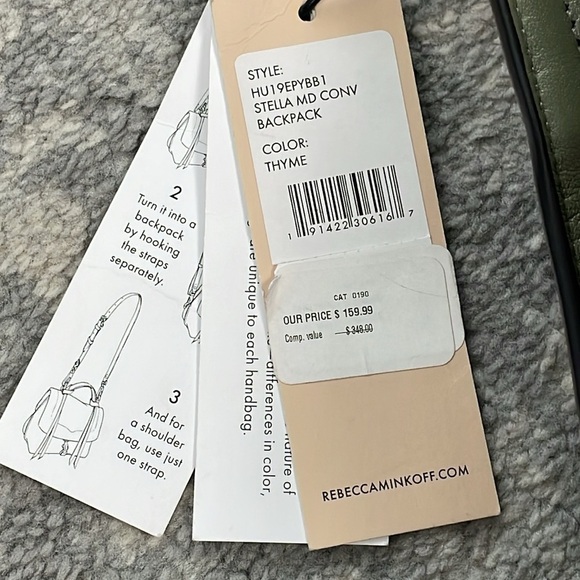 STYLE:
HU19EPYBB1
STELLA MD CONV
BACKPACK
COLOR:
THYME
1 91422 30616 7
CAT 0190
OUR PRICE $ 159.99
Comp. value $ 348.00
REBECCAMINKOFF.COM
2
Turn it into a
backpack
by hooking
the straps
separately.
3
And for
a shoulder
bag, use just
one strap.
nature of
differences in color,
are unique to each handbag.